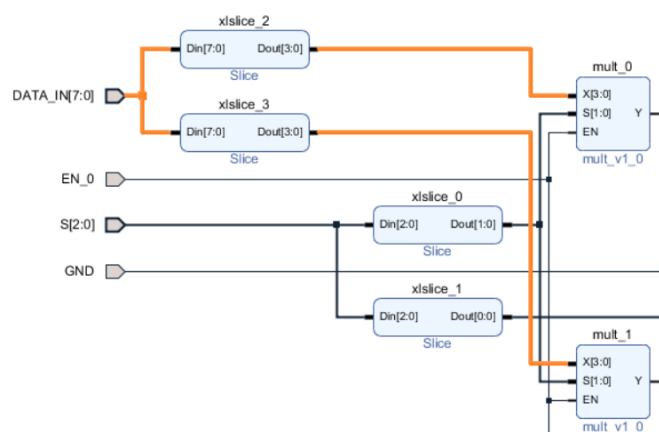 xlslice_2
Din[7:0] Dout[3:0]
Slice
DATA_IN[7:0]
xlslice_3
Din[7:0] Dout[3:0]
Slice
mult_0
X[3:0]
S[1:0] Y
EN
mult_v1_0
EN_0
xlslice_0
S[2:0]
Din[2:0] Dout[1:0]
Slice
GND
xlslice_1
Din[2:0] Dout[0:0]
Slice
mult_1
X[3:0]
S[1:0] Y
EN
mult_v1_0